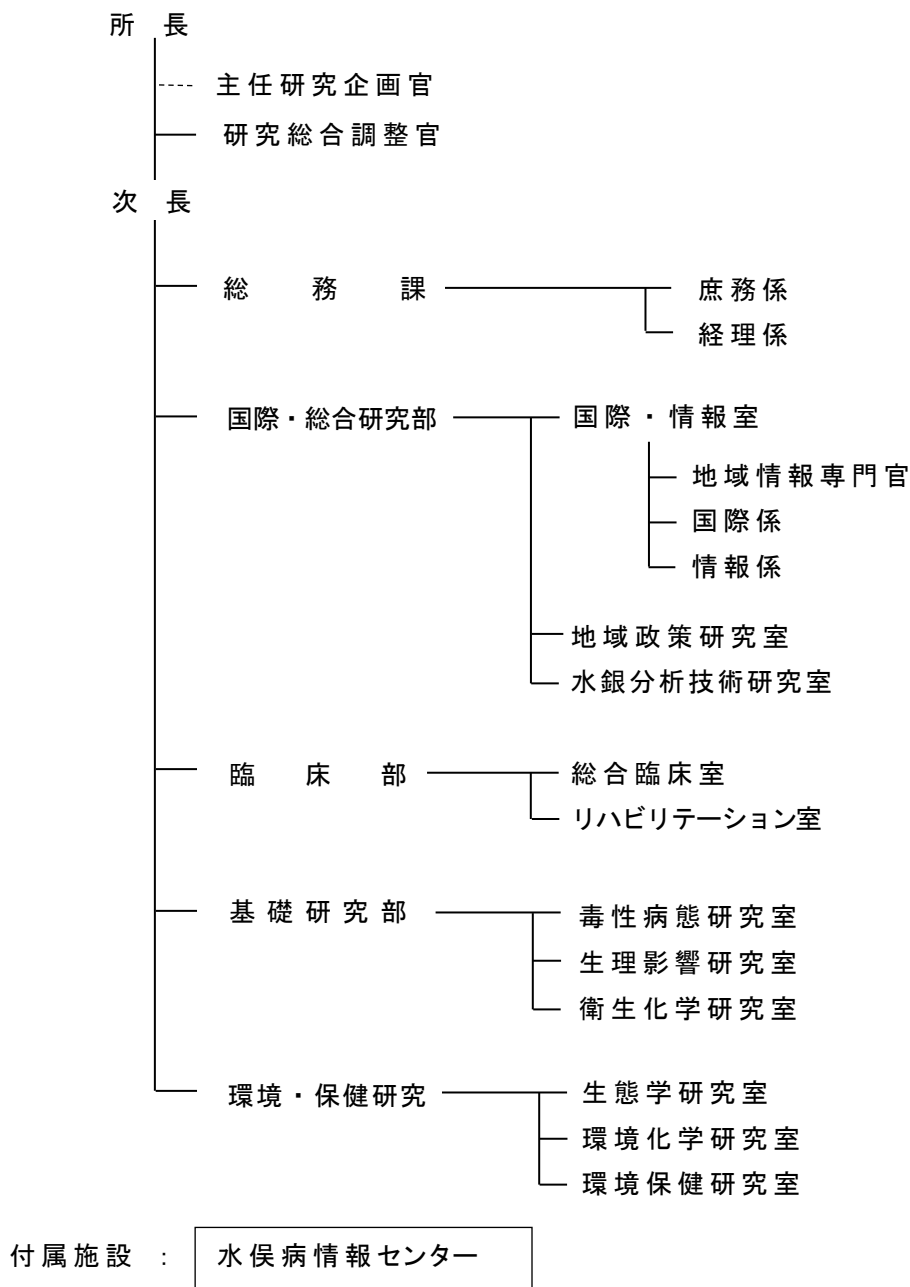 所長
主任研究企画官
研究総合調整官
次長
総務課 庶務係
経理係
国際・総合研究部 国際・情報室
地域情報専門官
国際係
情報係
地域政策研究室
水銀分析技術研究室
臨床部 総合臨床室
リハビリテーション室
基礎研究部 毒性病態研究室
生理影響研究室
衛生化学研究室
環境・保健研究 生態学研究室
環境化学研究室
環境保健研究室
付属施設 : 水俣病情報センター